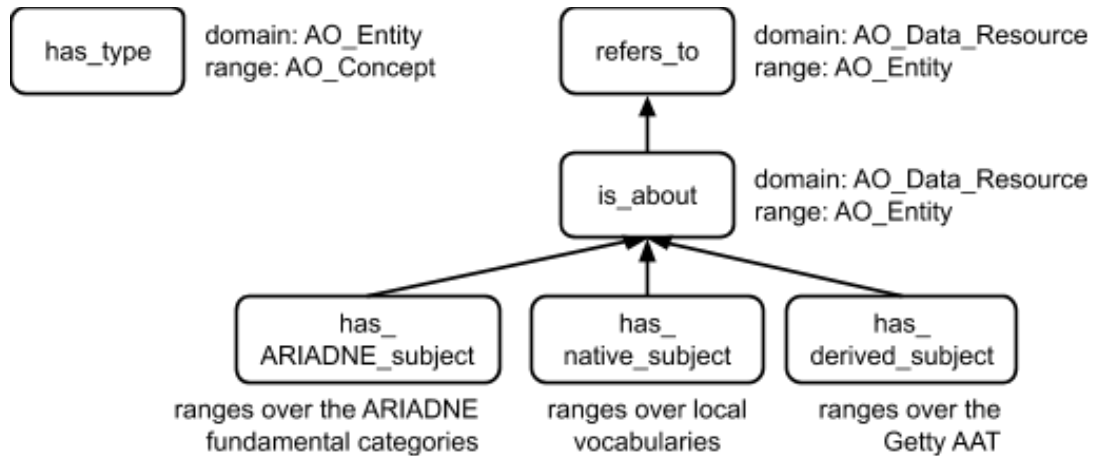 has_type
domain: AO_Entity
range: AO_Concept
refers_to
domain: AO_Data_Resource
range: AO_Entity
is_about
domain: AO_Data_Resource
range: AO_Entity
has_
ARIADNE_subject
has_
native_subject
has_
derived_subject
ranges over the ARIADNE
fundamental categories
ranges over local
vocabularies
ranges over the
Getty AAT